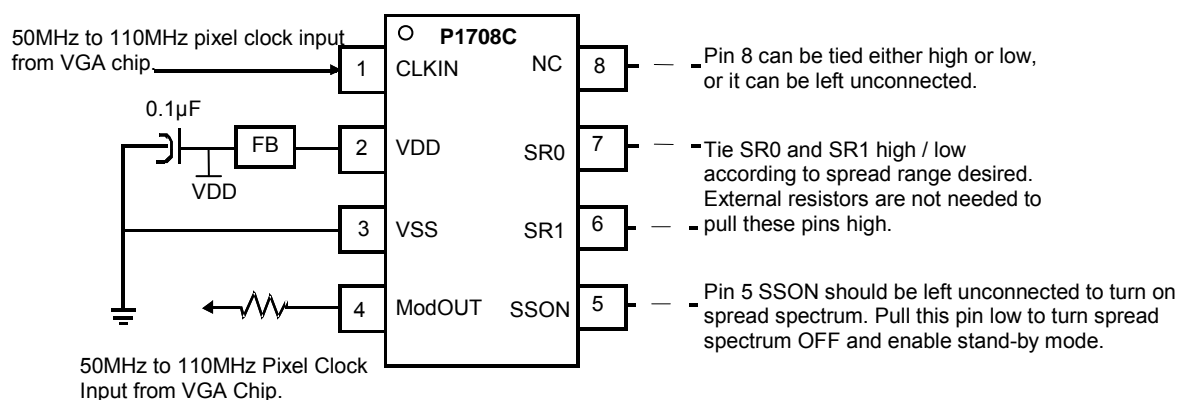 50MHz to 110MHz pixel clock input
from VGA chip.
0.1µF
FB
VDD
P1708C
1 CLKIN
2 VDD
3 VSS
4 ModOUT
NC 8
SR0 7
SR1 6
SSON 5
Pin 8 can be tied either high or low,
or it can be left unconnected.
Tie SR0 and SR1 high / low
according to spread range desired.
External resistors are not needed to
pull these pins high.
Pin 5 SSON should be left unconnected to turn on
spread spectrum. Pull this pin low to turn spread
spectrum OFF and enable stand-by mode.
50MHz to 110MHz Pixel Clock
Input from VGA Chip.